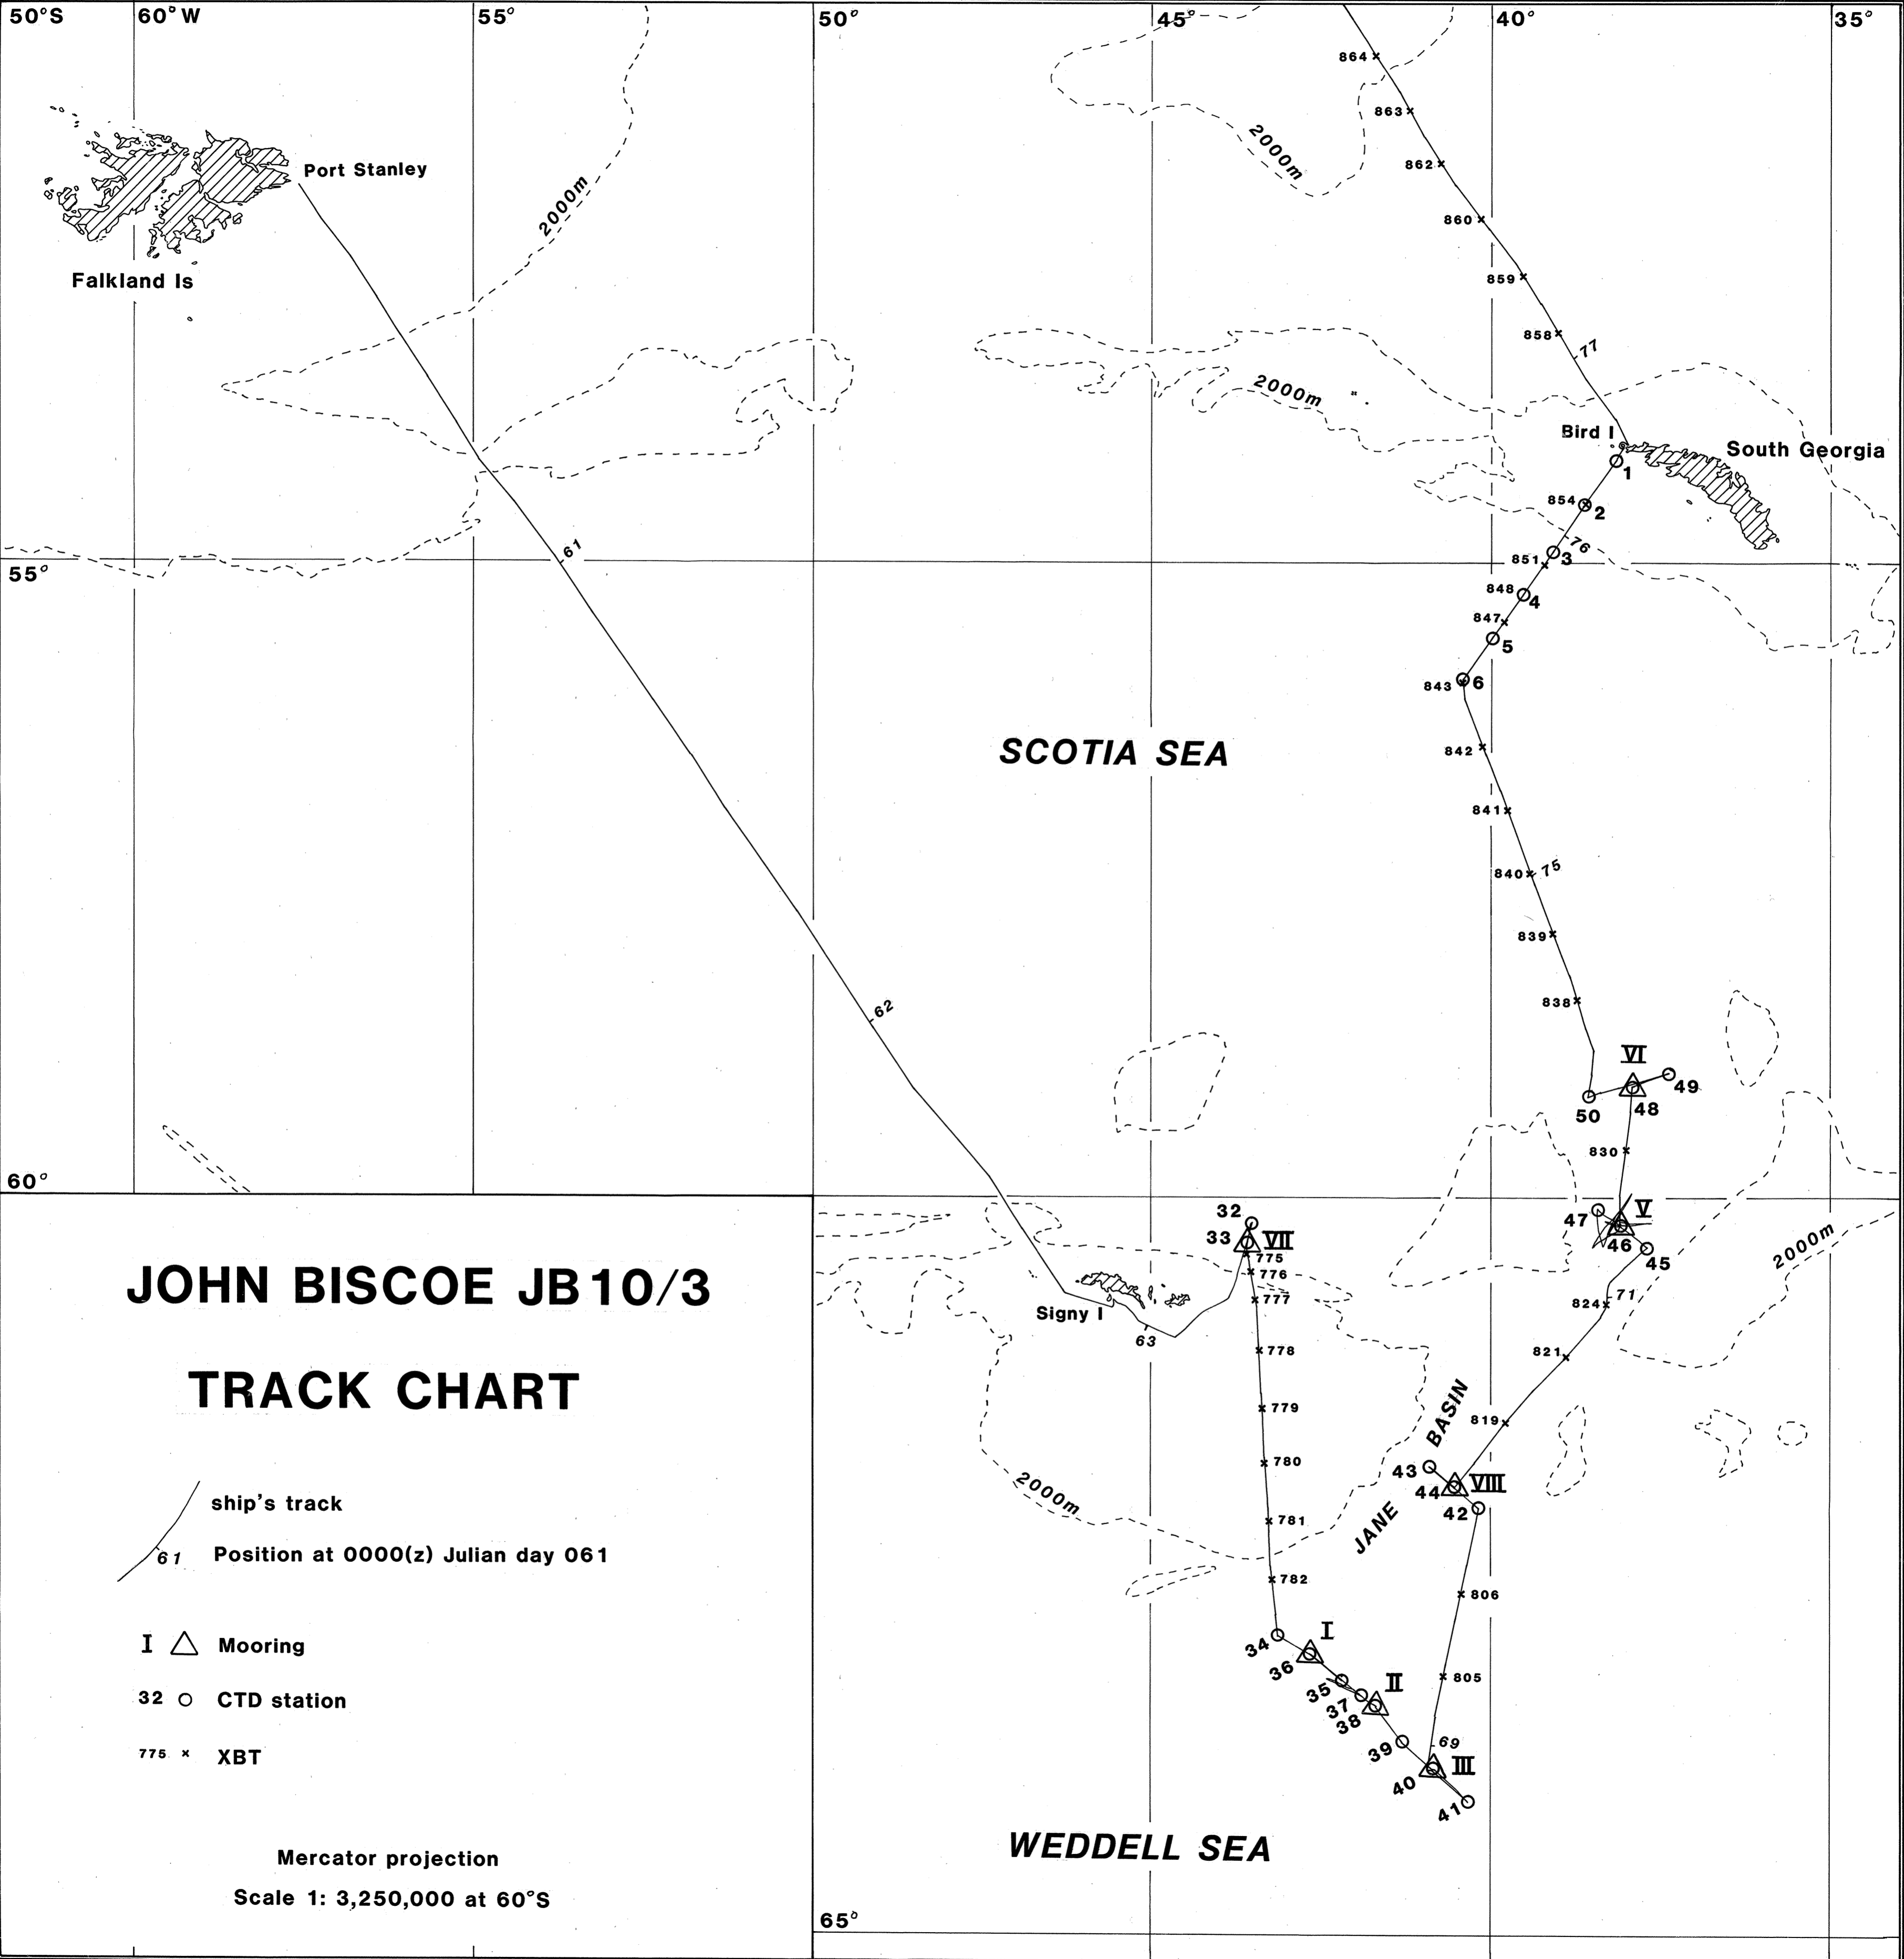 50°S
60°W
55°
50°
45°
40°
35°
864
863
862
860
859
858
77
2000m
2000m
2000m
Port Stanley
Falkland Is
Bird I
South Georgia
1
854
2
76
3
851
848
4
847
5
843
6
61
55°
SCOTIA SEA
842
841
840
75
839
838
62
VI
49
48
50
830
60°
32
33
VII
775
776
777
778
779
780
781
782
Signy I
63
47
V
46
45
71
824
821
819
2000m
2000m
JANE BASIN
43
44
VIII
42
806
805
69
34
I
36
35
II
37
38
39
40
III
41
WEDDELL SEA
65°
JOHN BISCOE JB10/3
TRACK CHART
ship's track
61 Position at 0000(z) Julian day 061
I Mooring
32 CTD station
775 XBT
Mercator projection
Scale 1: 3,250,000 at 60°S